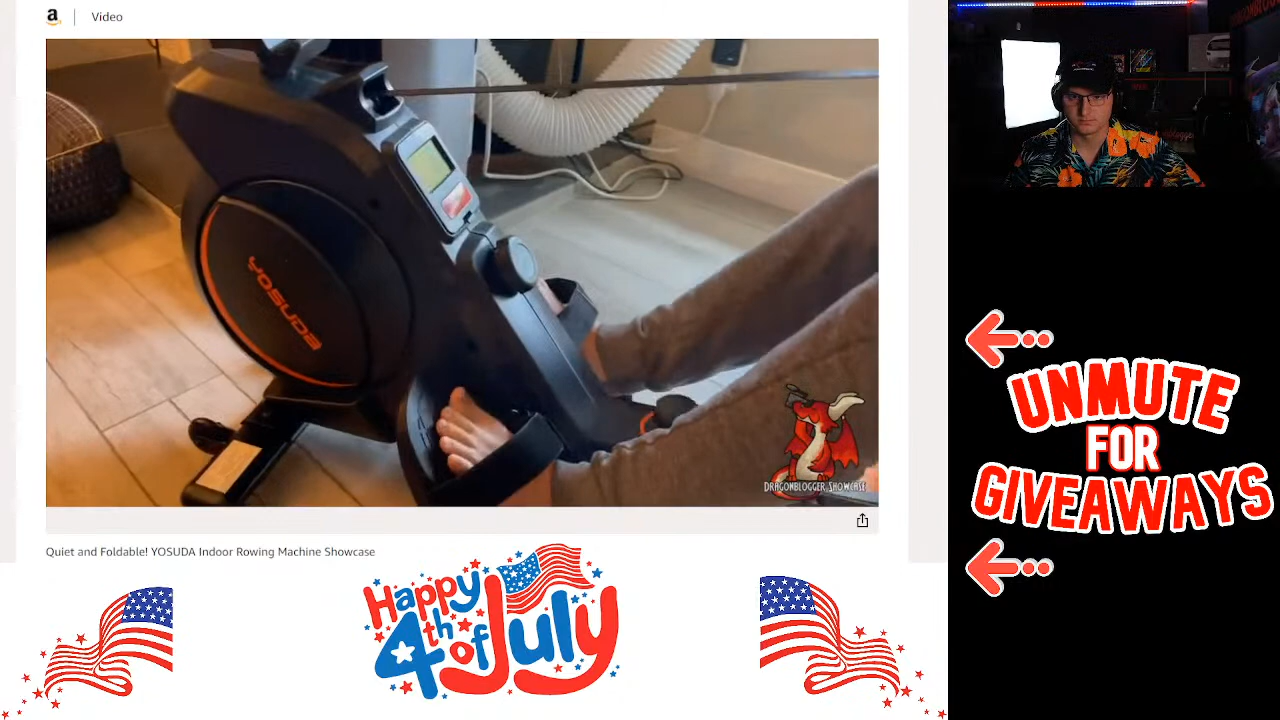 Video
YOSUDA
DRAGONBLOGGER SHOWCASE
Quiet and Foldable! YOSUDA Indoor Rowing Machine Showcase
Happy
4th of July
UNMUTE
FOR
GIVEAWAYS